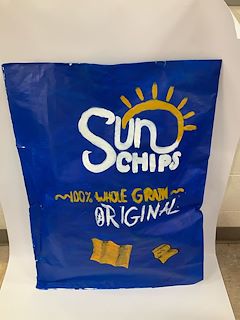 Sun
CHIPS
~100% WHOLE GRAIN~
ORIGINAL